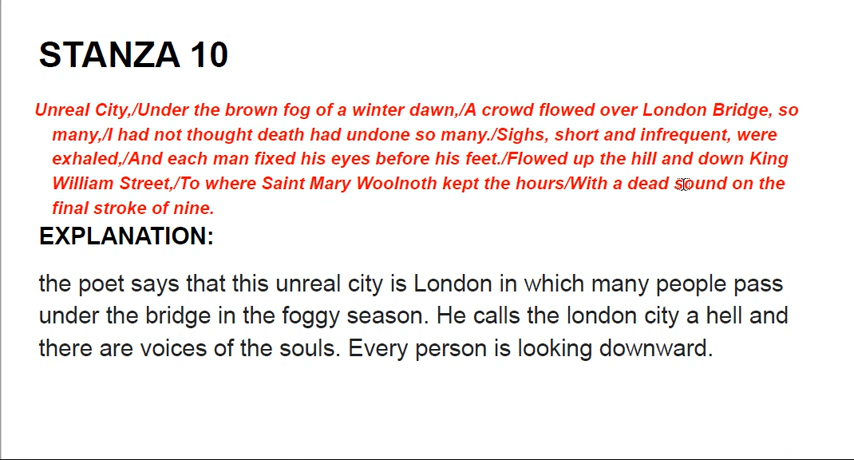 STANZA 10
Unreal City,/Under the brown fog of a winter dawn,/A crowd flowed over London Bridge, so
many,/I had not thought death had undone so many./Sighs, short and infrequent, were
exhaled,/And each man fixed his eyes before his feet./Flowed up the hill and down King
William Street,/To where Saint Mary Woolnoth kept the hours/With a dead sound on the
final stroke of nine.
EXPLANATION:
the poet says that this unreal city is London in which many people pass
under the bridge in the foggy season. He calls the london city a hell and
there are voices of the souls. Every person is looking downward.